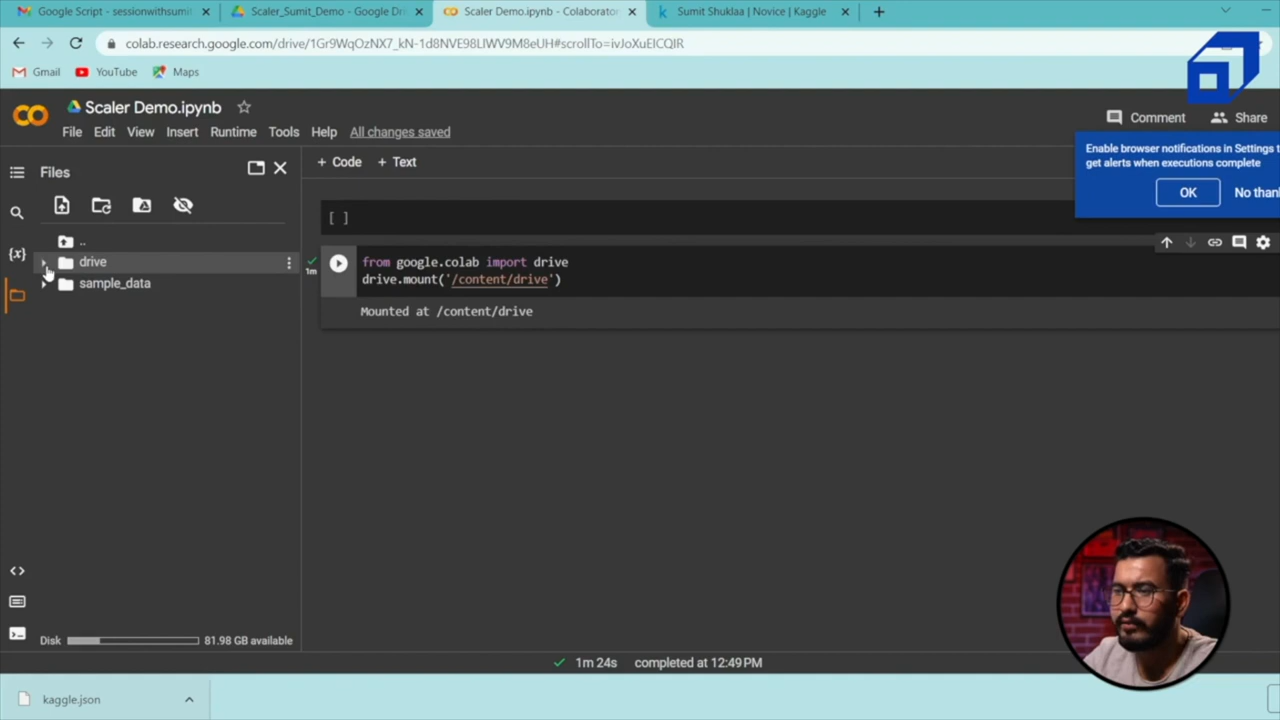 Google Script - sessionwithsumit
Scaler_Sumit_Demo - Google Dri
Scaler Demo.ipynb - Colaborator
Sumit Shuklaa | Novice | Kaggle
colab.research.google.com/drive/1Gr9WqOzNX7_kN-1d8NVE98LIWV9M8eUH#scrollTo=ivJoXuEICQIR
Gmail
YouTube
Maps
Scaler Demo.ipynb
File Edit View Insert Runtime Tools Help All changes saved
Comment
Share
Files
+ Code + Text
Enable browser notifications in Settings t
get alerts when executions complete
OK
No than
..
drive
sample_data
{x}
[ ]
1m
from google.colab import drive
drive.mount('/content/drive')
Mounted at /content/drive
Disk
81.98 GB available
1m 24s completed at 12:49 PM
kaggle.json